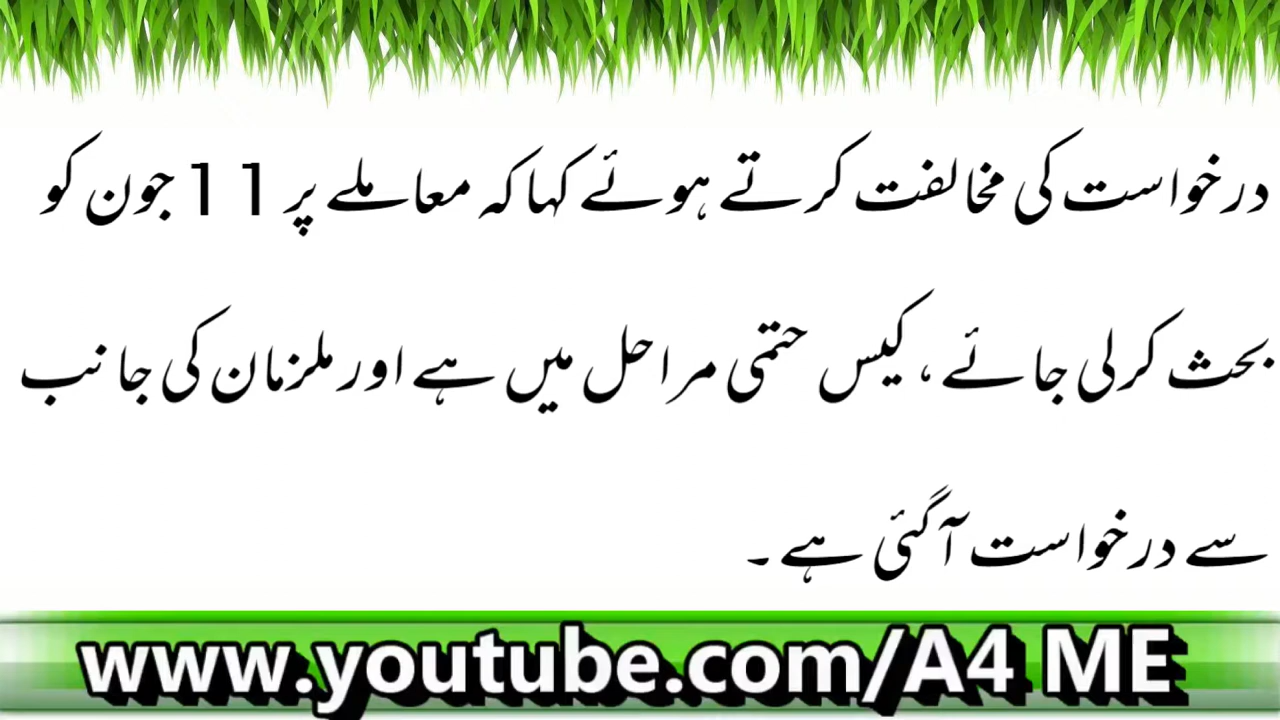 درخواست کی مخالفت کرتے ہوئے کہا کہ معاملے پر 11 جون کو
بحث کرلی جائے، کیس حتمی مراحل میں ہے اور ملزمان کی جانب
سے درخواست آگئی ہے۔
www.youtube.com/A4 ME